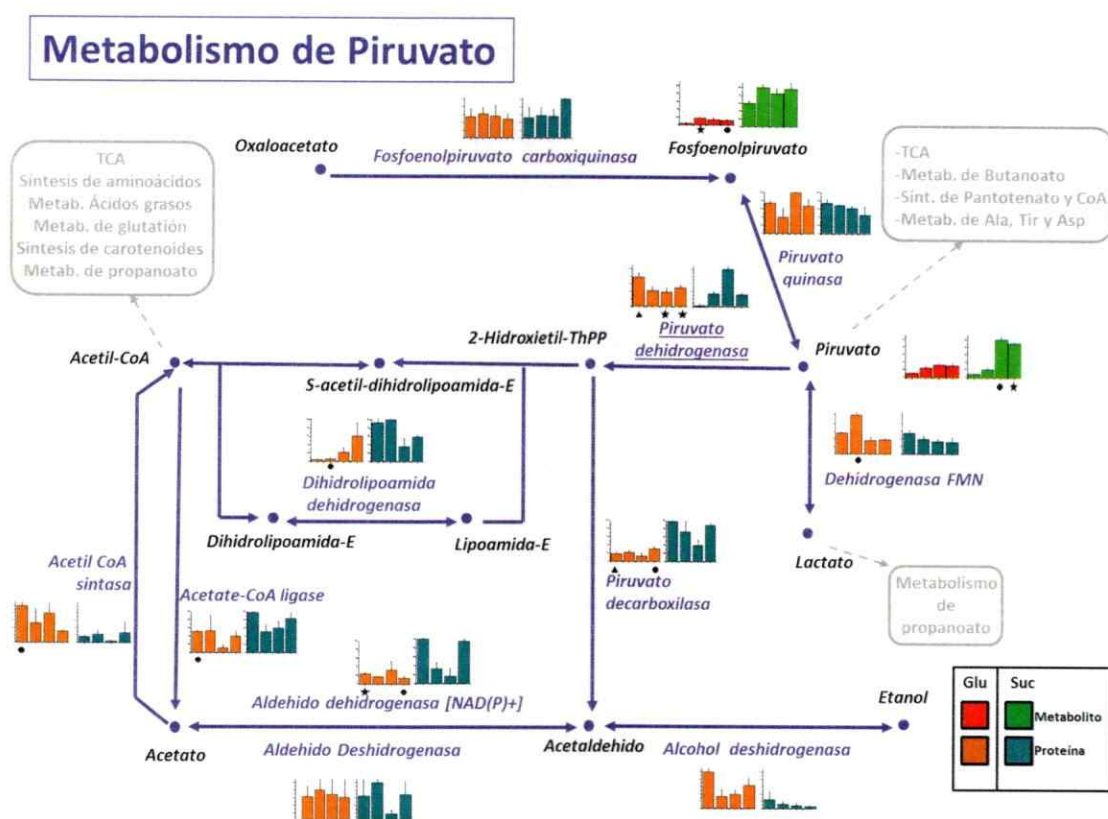 Metabolismo de Piruvato
Oxaloacetato
Fosfoenolpiruvato carboxiquinasa
Fosfoenolpiruvato
TCA
Síntesis de aminoácidos
Metab. Ácidos grasos
Metab. de glutatión
Síntesis de carotenoides
Metab. de propanoato
-TCA
-Metab. de Butanoato
-Sint. de Pantotenato y CoA
-Metab. de Ala, Tir y Asp
Piruvato
quinasa
Acetil-CoA
2-Hidroxietil-ThPP
Piruvato
dehidrogenasa
Piruvato
S-acetil-dihidrolipoamida-E
Dihidrolipoamida
dehidrogenasa
Dehidrogenasa FMN
Dihidrolipoamida-E
Lipoamida-E
Lactato
Acetil CoA
sintasa
Acetate-CoA ligase
Piruvato
decarboxilasa
Metabolismo
de
propanoato
Aldehido dehidrogenasa [NAD(P)+]
Acetato
Aldehido Deshidrogenasa
Acetaldehido
Alcohol deshidrogenasa
Etanol
Glu Suc
Metabolito
Proteína